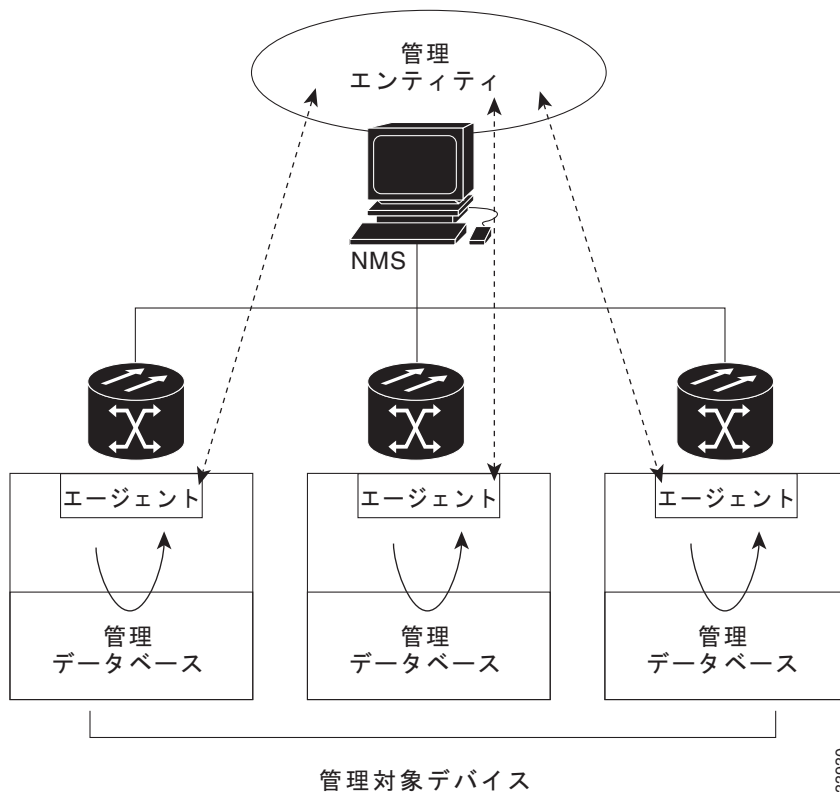 管理
エンティティ
NMS
エージェント
エージェント
エージェント
管理
データベース
管理
データベース
管理
データベース
管理対象デバイス